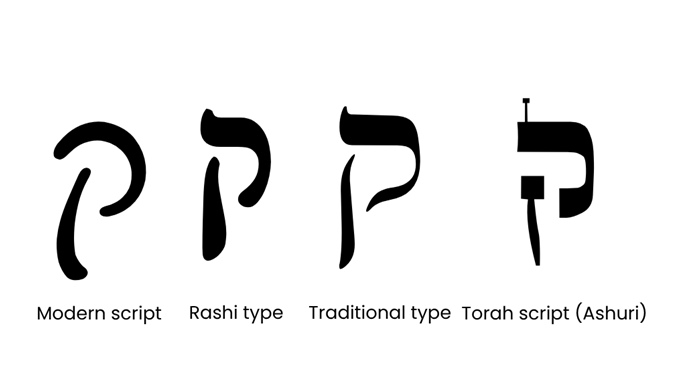 ק ק ק ק
Modern script Rashi type Traditional type Torah script (Ashuri)